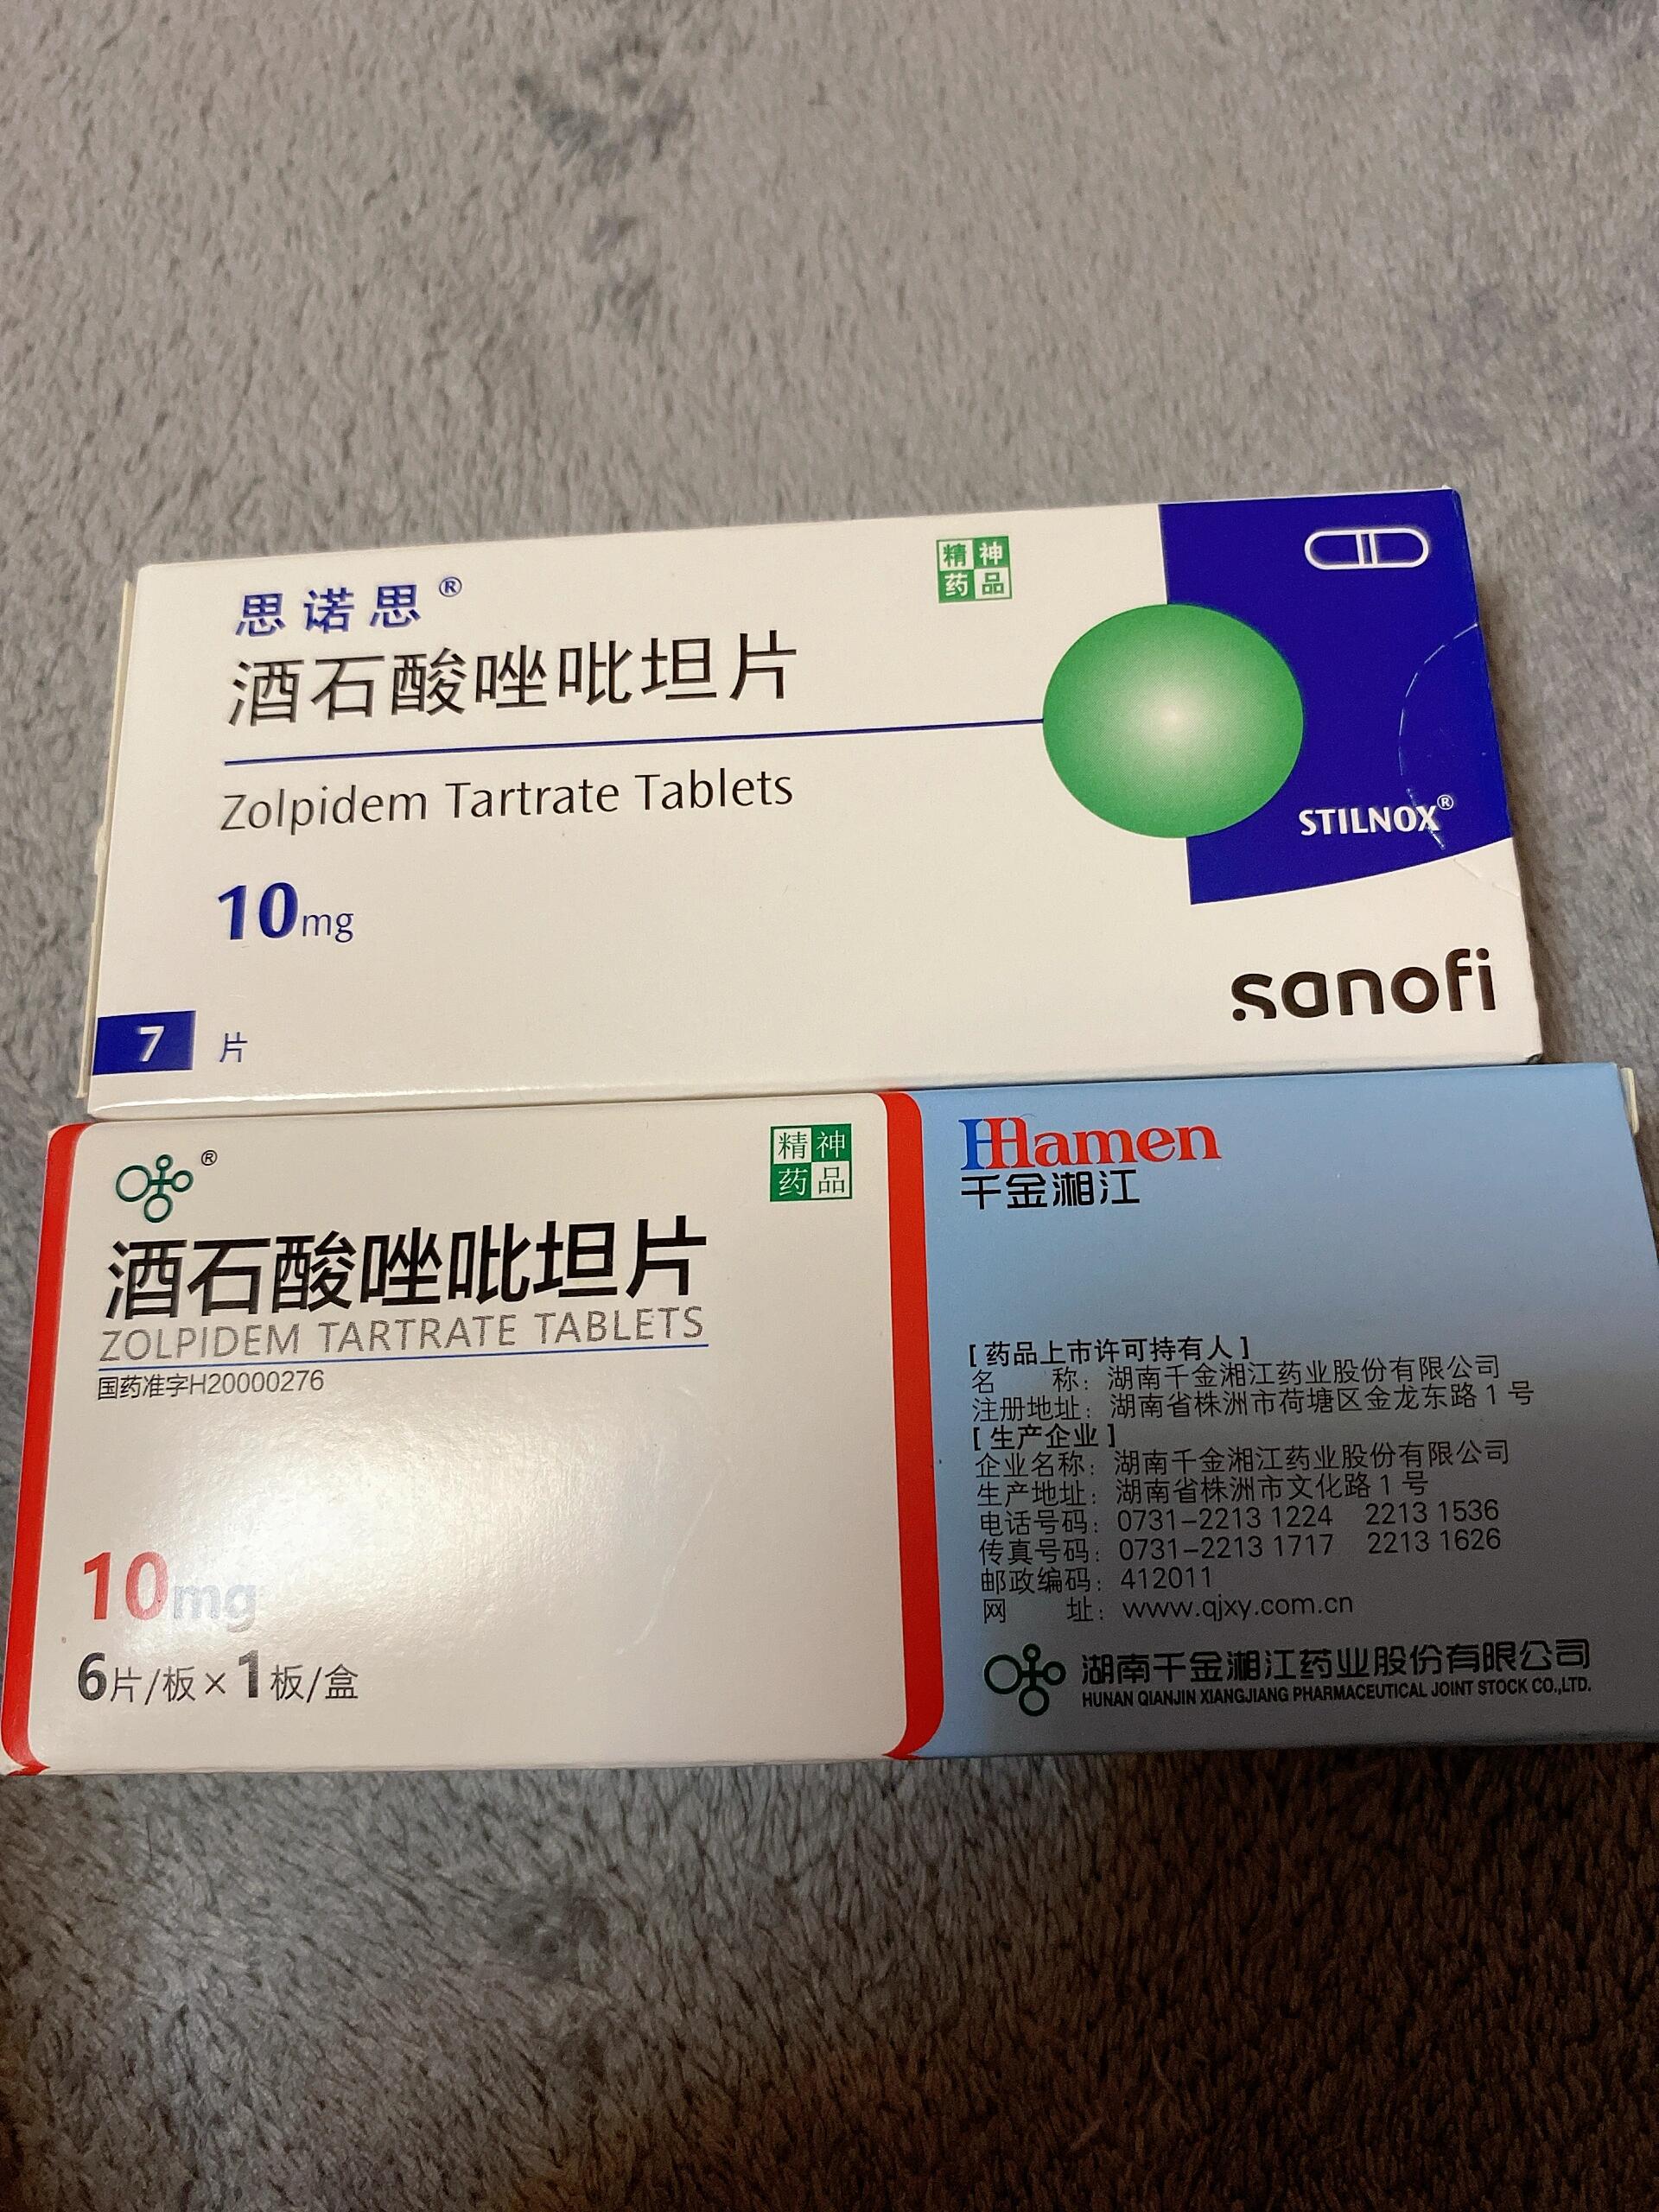 思诺思®
精神
药品
酒石酸唑吡坦片
Zolpidem Tartrate Tablets
STILNOX®
10mg
sanofi
7 片
®
精神
药品
酒石酸唑吡坦片
ZOLPIDEM TARTRATE TABLETS
国药准字H20000276
10mg
6片/板×1板/盒
Hamen
千金湘江
[药品上市许可持有人]
名称：湖南千金湘江药业股份有限公司
注册地址：湖南省株洲市荷塘区金龙东路1号
[生产企业]
企业名称：湖南千金湘江药业股份有限公司
生产地址：湖南省株洲市文化路1号
电话号码：0731-2213 1224 2213 1536
传真号码：0731-2213 1717 2213 1626
邮政编码：412011
网址：www.qjxy.com.cn
湖南千金湘江药业股份有限公司
HUNAN QIANJIN XIANGJIANG PHARMACEUTICAL JOINT STOCK CO.,LTD.